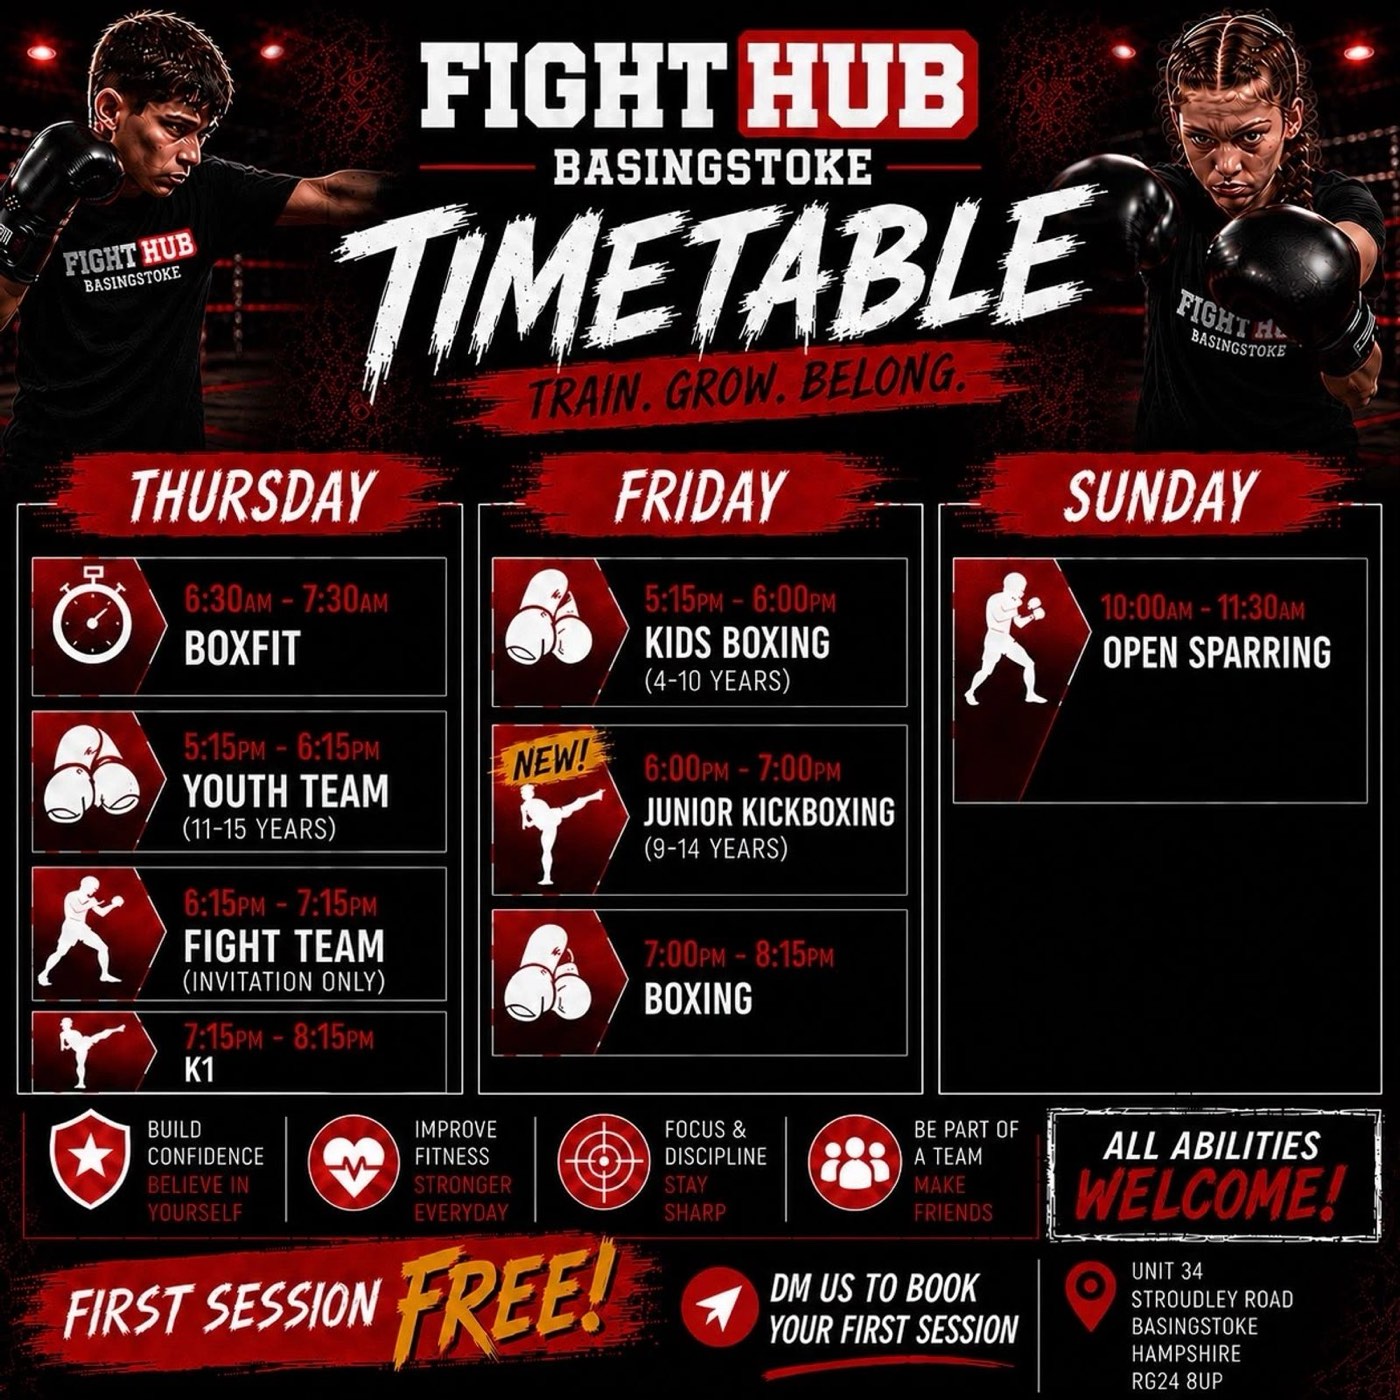 FIGHT HUB
BASINGSTOKE
TIMETABLE
TRAIN. GROW. BELONG.
FIGHT HUB
BASINGSTOKE
FIGHT HU
BASINGSTOKE
THURSDAY
6:30AM - 7:30AM
BOXFIT
5:15PM - 6:15PM
YOUTH TEAM
(11-15 YEARS)
6:15PM - 7:15PM
FIGHT TEAM
(INVITATION ONLY)
7:15PM - 8:15PM
K1
FRIDAY
5:15PM - 6:00PM
KIDS BOXING
(4-10 YEARS)
NEW!
6:00PM - 7:00PM
JUNIOR KICKBOXING
(9-14 YEARS)
7:00PM - 8:15PM
BOXING
SUNDAY
10:00AM - 11:30AM
OPEN SPARRING
BUILD
CONFIDENCE
BELIEVE IN
YOURSELF
IMPROVE
FITNESS
STRONGER
EVERYDAY
FOCUS &
DISCIPLINE
STAY
SHARP
BE PART OF
A TEAM
MAKE
FRIENDS
ALL ABILITIES
WELCOME!
FIRST SESSION FREE!
DM US TO BOOK
YOUR FIRST SESSION
UNIT 34
STROUDLEY ROAD
BASINGSTOKE
HAMPSHIRE
RG24 8UP